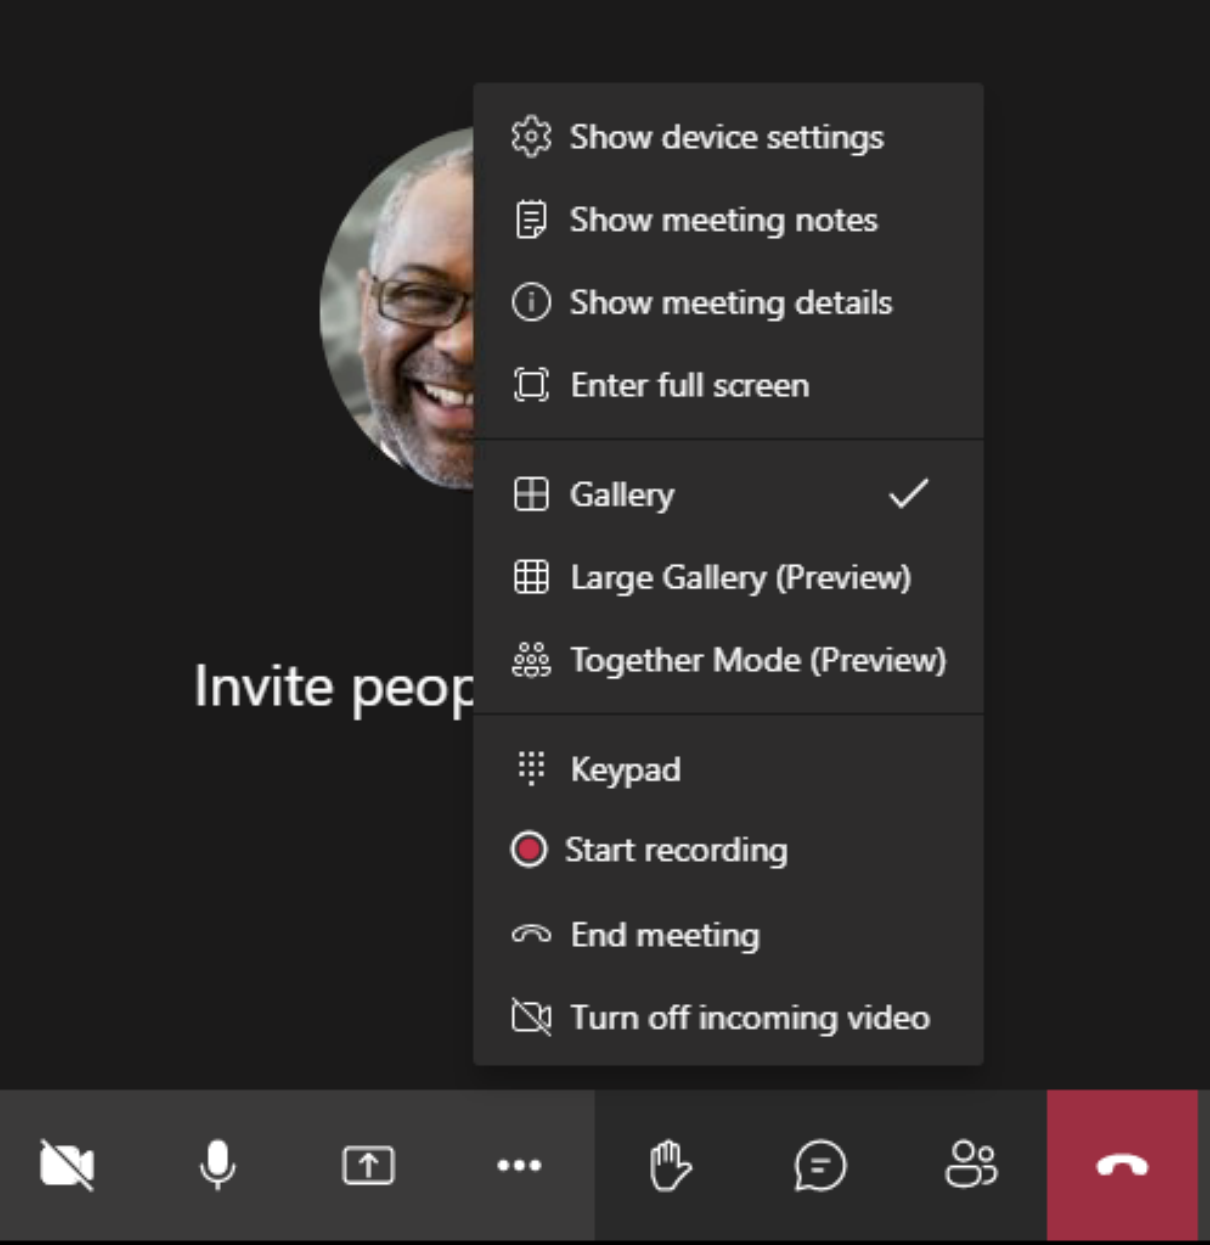 Show device settings
Show meeting notes
Show meeting details
Enter full screen
Gallery
Large Gallery (Preview)
Together Mode (Preview)
Invite peop
Keypad
Start recording
End meeting
Turn off incoming video